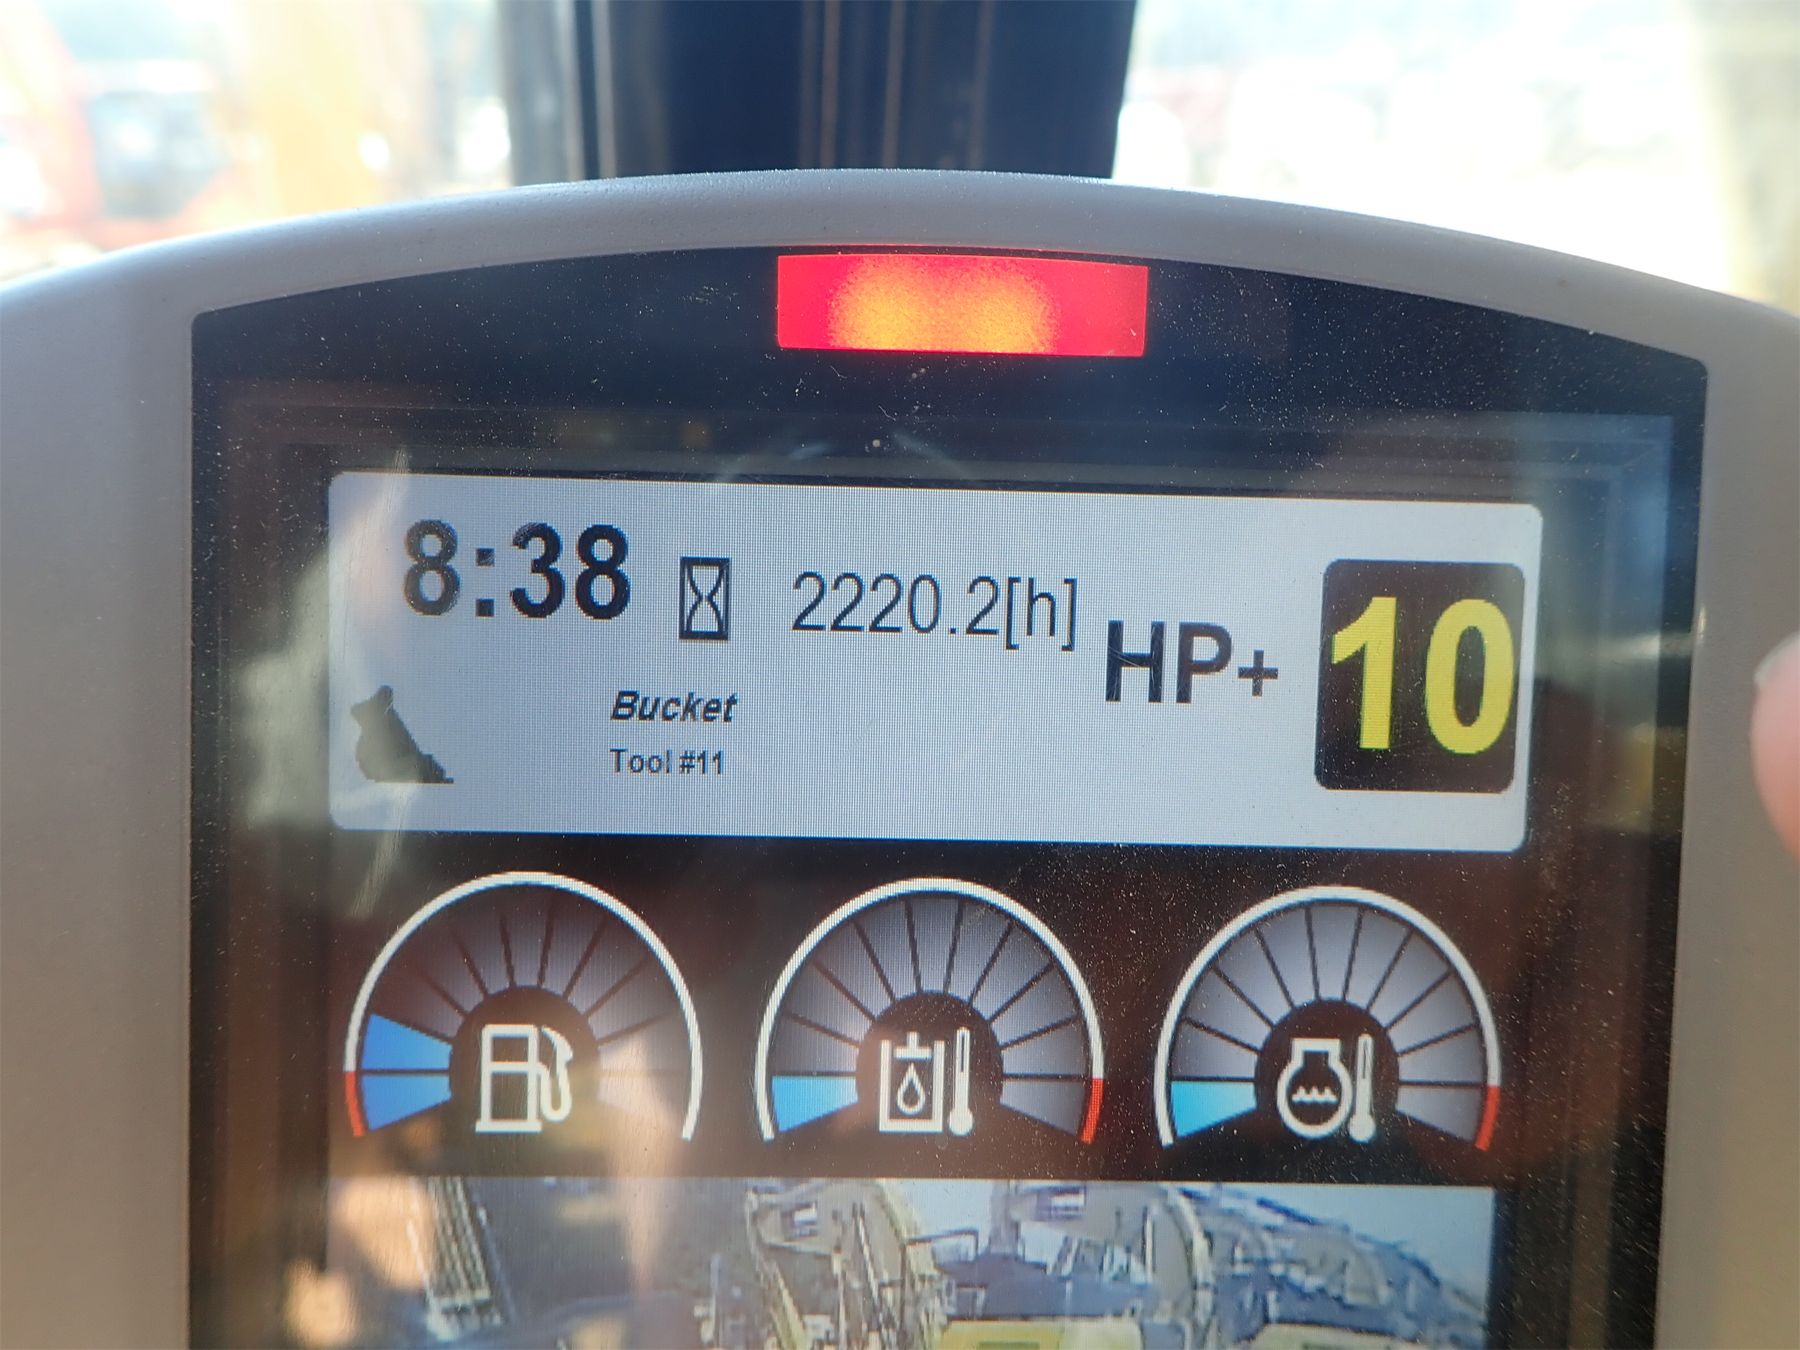 8:38
2220.2[h]
HP+
10
Bucket
Tool #11